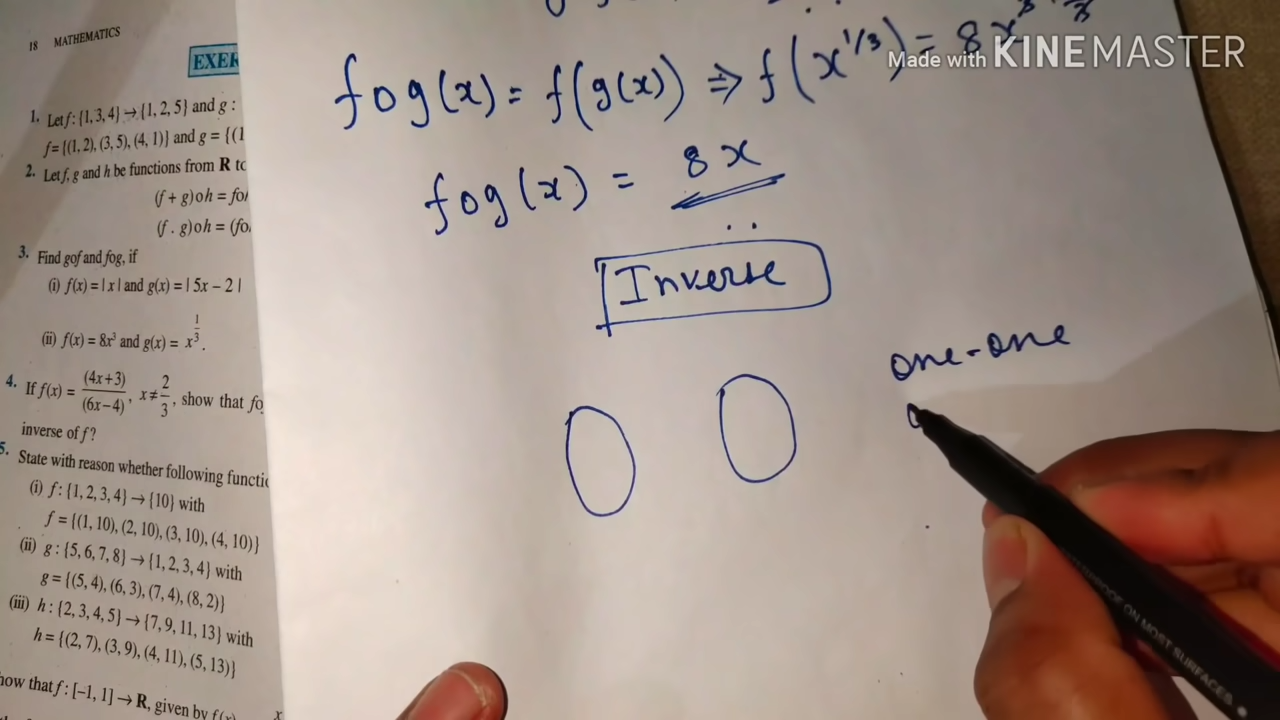 18 MATHEMATICS
EXER
1. Let f : {1, 3, 4} → {1, 2, 5} and g :
f = {(1, 2), (3, 5), (4, 1)} and g = {(1
2. Let f, g and h be functions from R to
(f + g)oh = fo
(f . g)oh = (fo
3. Find gof and fog, if
(i) f(x) = | x | and g(x) = | 5x – 2 |
(ii) f(x) = 8x³ and g(x) = x^{1/3}.
4. If f(x) = (4x+3)/(6x–4), x ≠ 2/3, show that fo
inverse of f ?
5. State with reason whether following functi
(i) f : {1, 2, 3, 4} → {10} with
f = {(1, 10), (2, 10), (3, 10), (4, 10)}
(ii) g : {5, 6, 7, 8} → {1, 2, 3, 4} with
g = {(5, 4), (6, 3), (7, 4), (8, 2)}
(iii) h : {2, 3, 4, 5} → {7, 9, 11, 13} with
h = {(2, 7), (3, 9), (4, 11), (5, 13)}
how that f : [–1, 1] → R, given by f(x)
Made with KINEMASTER
fog(x) = f(g(x)) ⇒ f(x^{1/3}) = 8x
fog(x) = 8x
Inverse
one-one